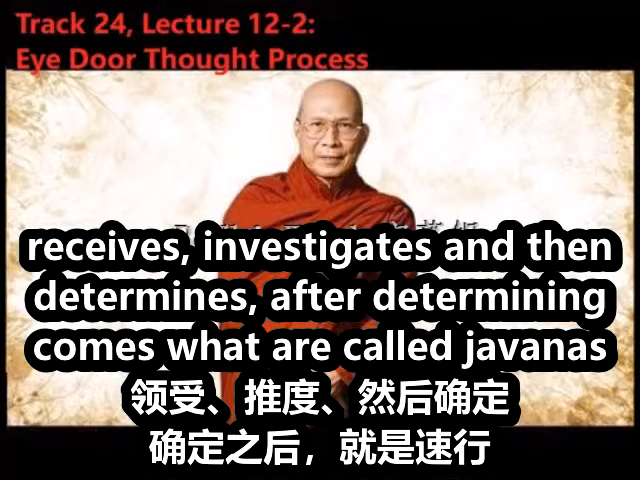 Track 24, Lecture 12-2:
Eye Door Thought Process
receives, investigates and then
determines, after determining
comes what are called javanas
领受、推度、然后确定
确定之后，就是速行